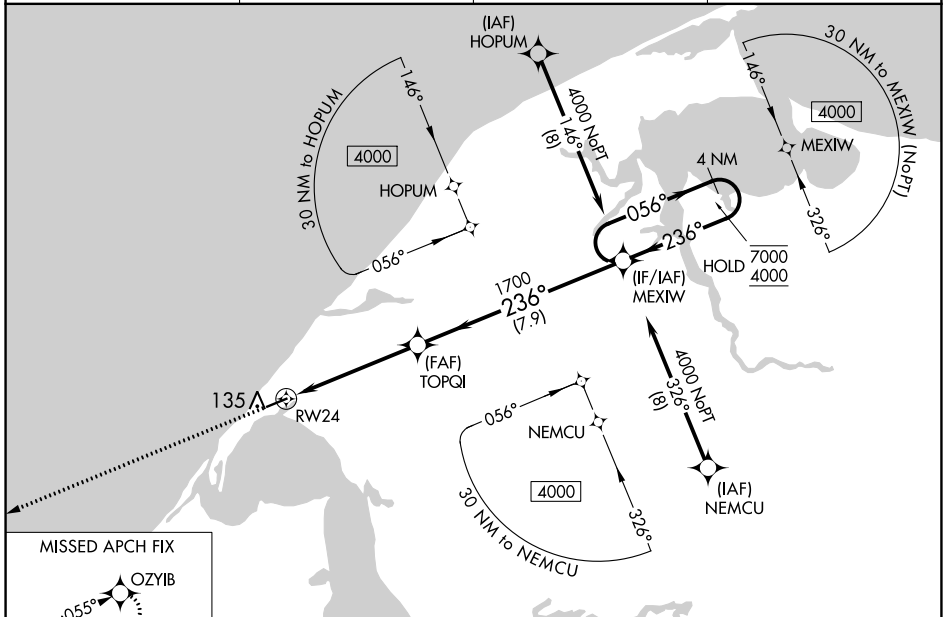 (IAF)
HOPUM
4000 NoPT
146°
(8)
30 NM to HOPUM
146°
4000
HOPUM
056°
30 NM to MEXIW (NoPT)
146°
4000
MEXIW
326°
4 NM
056°
236°
HOLD
7000
4000
(IF/IAF)
MEXIW
1700
236°
(7.9)
(FAF)
TOPQI
135
RW24
4000 NoPT
326°
(8)
(IAF)
NEMCU
056°
NEMCU
4000
326°
30 NM to NEMCU
MISSED APCH FIX
OZYIB
055°